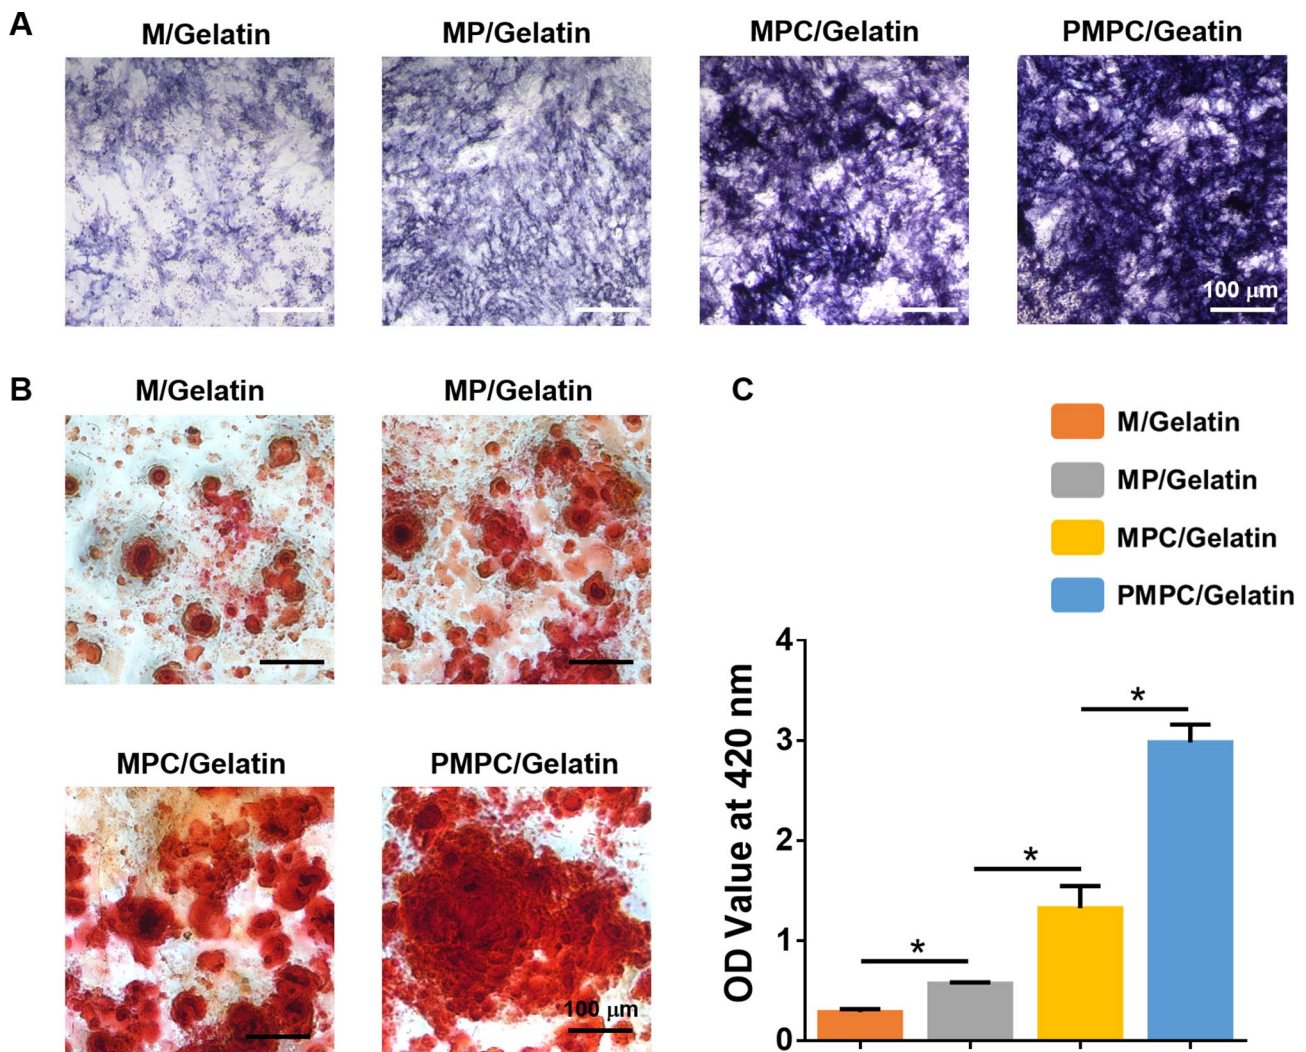 A
M/Gelatin
MP/Gelatin
MPC/Gelatin
PMPC/Geatin
100 μm
B
M/Gelatin
MP/Gelatin
MPC/Gelatin
PMPC/Gelatin
100 μm
C
M/Gelatin
MP/Gelatin
MPC/Gelatin
PMPC/Gelatin
OD Value at 420 nm
4
3
2
1
0
*
*
*